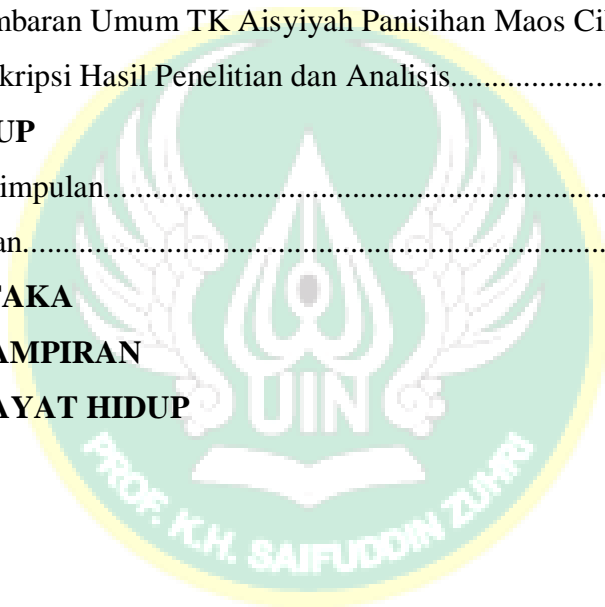 mbaran Umum TK Aisyiyah Panisihan Maos Ci
kripsi Hasil Penelitian dan Analisis....................
UP
impulan...............................................................
an..........................................................................
TAKA
AMPIRAN
AYAT HIDUP
UIN
PROF. K.H. SAIFUDDIN ZUHRI